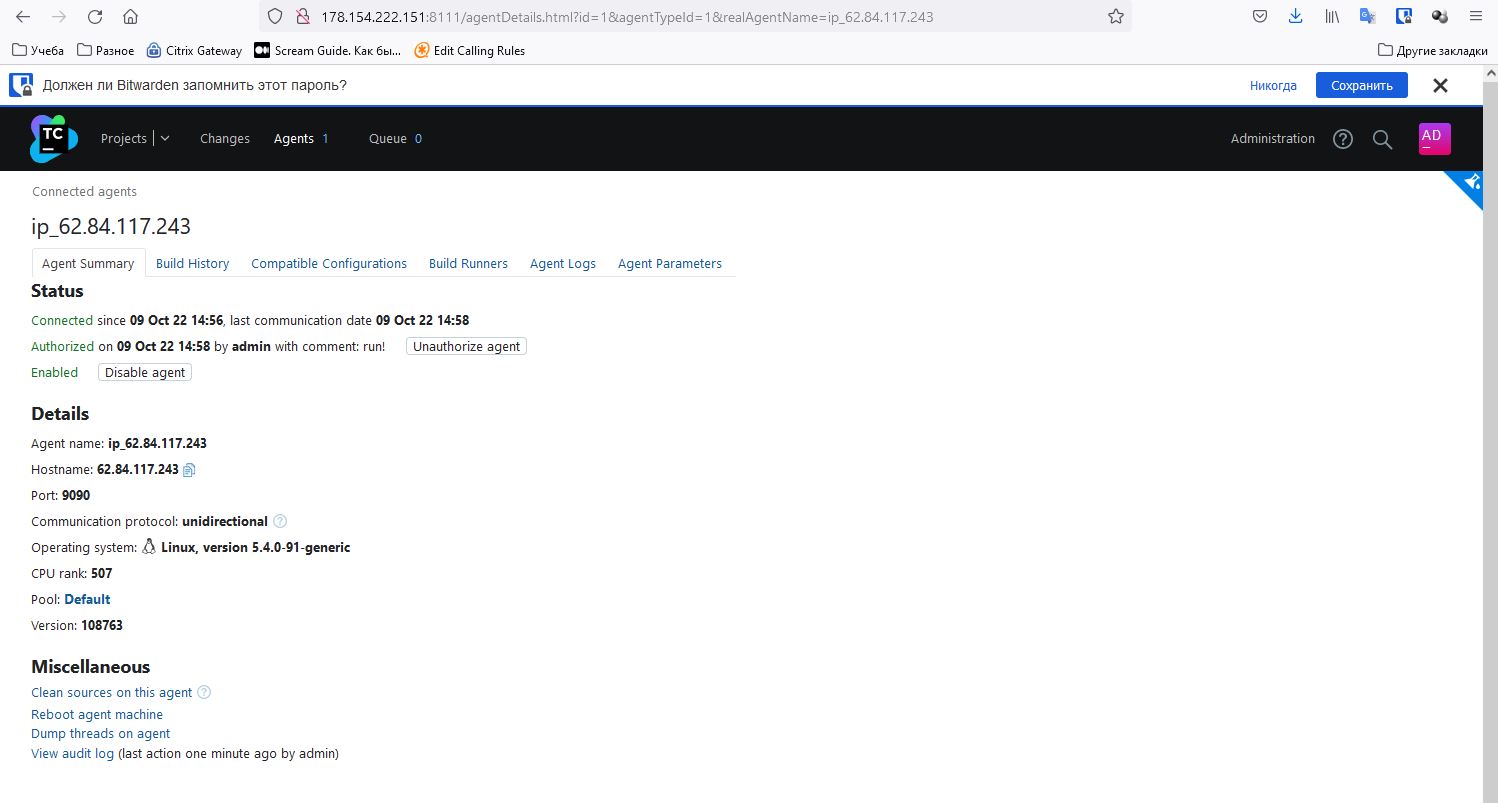 178.154.222.151:8111/agentDetails.html?id=1&agentTypeId=1&realAgentName=ip_62.84.117.243
Учеба Разное Citrix Gateway Scream Guide. Как бы... Edit Calling Rules Другие закладки
Должен ли Bitwarden запомнить этот пароль? Никогда Сохранить
TC Projects Changes Agents 1 Queue 0 Administration AD
Connected agents
ip_62.84.117.243
Agent Summary Build History Compatible Configurations Build Runners Agent Logs Agent Parameters
Status
Connected since 09 Oct 22 14:56, last communication date 09 Oct 22 14:58
Authorized on 09 Oct 22 14:58 by admin with comment: run! Unauthorize agent
Enabled Disable agent
Details
Agent name: ip_62.84.117.243
Hostname: 62.84.117.243
Port: 9090
Communication protocol: unidirectional ?
Operating system: Linux, version 5.4.0-91-generic
CPU rank: 507
Pool: Default
Version: 108763
Miscellaneous
Clean sources on this agent ?
Reboot agent machine
Dump threads on agent
View audit log (last action one minute ago by admin)